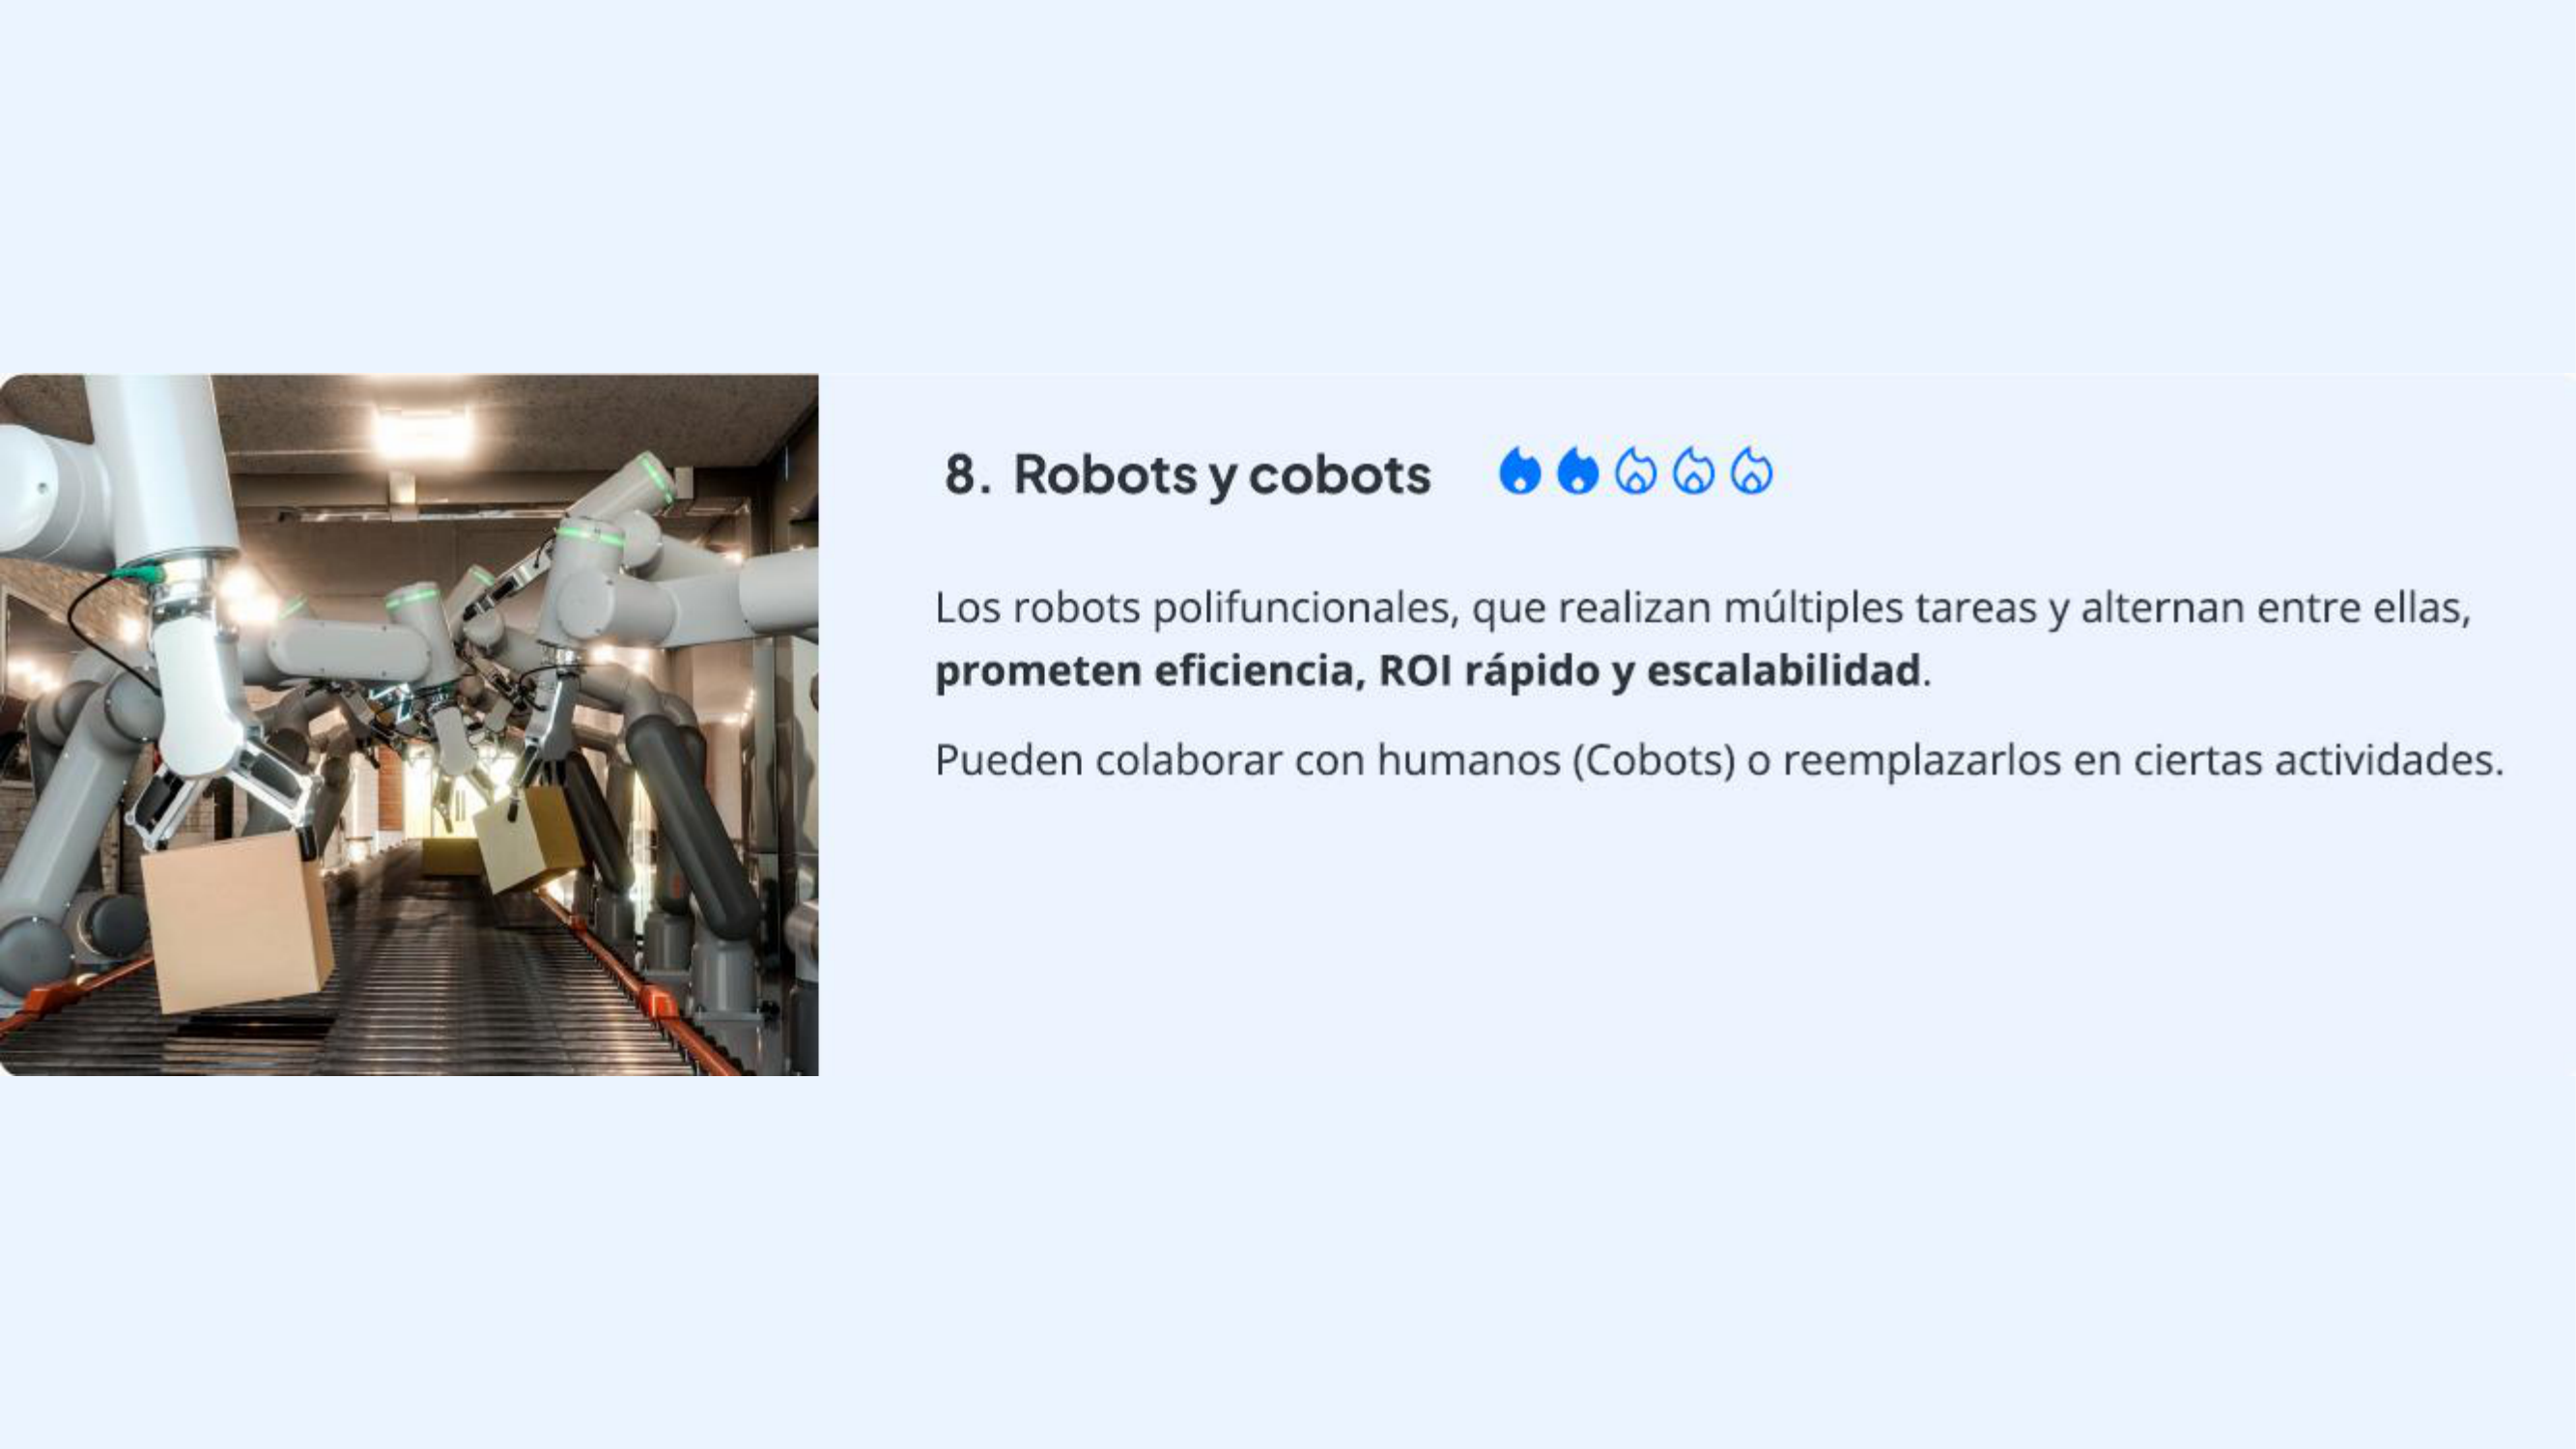 8. Robots y cobots
Los robots polifuncionales, que realizan múltiples tareas y alternan entre ellas,
prometen eficiencia, ROI rápido y escalabilidad.
Pueden colaborar con humanos (Cobots) o reemplazarlos en ciertas actividades.